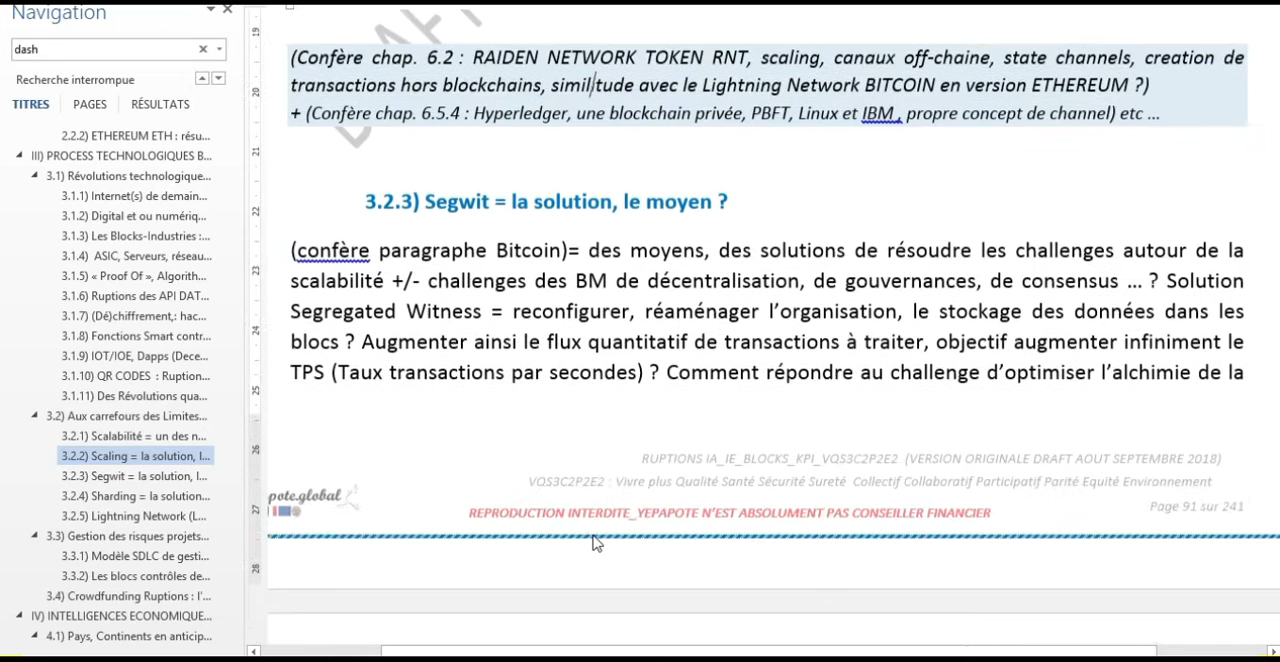 Navigation
dash
Recherche interrompue
TITRES PAGES RÉSULTATS
2.2.2) ETHEREUM ETH : résu...
III) PROCESS TECHNOLOGIQUES B...
3.1) Révolutions technologique...
3.1.1) Internet(s) de demain...
3.1.2) Digital et ou numériq...
3.1.3) Les Blocks-Industries :...
3.1.4) ASIC, Serveurs, réseau...
3.1.5) « Proof Of », Algorith...
3.1.6) Ruptions des API DAT...
3.1.7) (Dé)chiffrement,: hac...
3.1.8) Fonctions Smart contr...
3.1.9) IOT/IOE, Dapps (Dece...
3.1.10) QR CODES : Ruption...
3.1.11) Des Révolutions qua...
3.2) Aux carrefours des Limites...
3.2.1) Scalabilité = un des n...
3.2.2) Scaling = la solution, l...
3.2.3) Segwit = la solution, l...
3.2.4) Sharding = la solution...
3.2.5) Lightning Network (L...
3.3) Gestion des risques projets...
3.3.1) Modèle SDLC de gesti...
3.3.2) Les blocs contrôles de...
3.4) Crowdfunding Ruptions : l'...
IV) INTELLIGENCES ECONOMIQUE...
4.1) Pays, Continents en anticip...
19
20
21
22
23
24
25
26
27
28
DRAFT
(Confère chap. 6.2 : RAIDEN NETWORK TOKEN RNT, scaling, canaux off-chaine, state channels, creation de
transactions hors blockchains, similitude avec le Lightning Network BITCOIN en version ETHEREUM ?)
+ (Confère chap. 6.5.4 : Hyperledger, une blockchain privée, PBFT, Linux et IBM , propre concept de channel) etc ...
3.2.3) Segwit = la solution, le moyen ?
(confère paragraphe Bitcoin)= des moyens, des solutions de résoudre les challenges autour de la
scalabilité +/- challenges des BM de décentralisation, de gouvernances, de consensus ... ? Solution
Segregated Witness = reconfigurer, réaménager l'organisation, le stockage des données dans les
blocs ? Augmenter ainsi le flux quantitatif de transactions à traiter, objectif augmenter infiniment le
TPS (Taux transactions par secondes) ? Comment répondre au challenge d'optimiser l'alchimie de la
RUPTIONS IA_IE_BLOCKS_KPI_VQS3C2P2E2 (VERSION ORIGINALE DRAFT AOUT SEPTEMBRE 2018)
VQS3C2P2E2 : Vivre plus Qualité Santé Sécurité Sureté Collectif Collaboratif Participatif Parité Equité Environnement
pote.global
Page 91 sur 241
REPRODUCTION INTERDITE_YEPAPOTE N'EST ABSOLUMENT PAS CONSEILLER FINANCIER